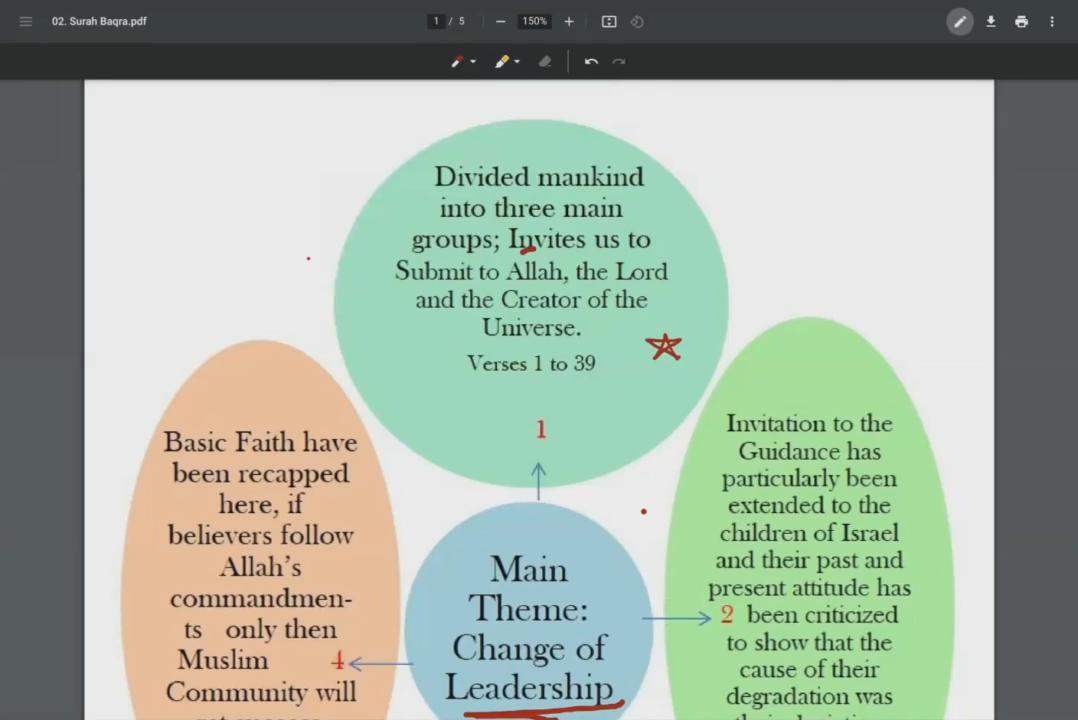 02. Surah Baqra.pdf
1 / 5
150%
Divided mankind
into three main
groups; Invites us to
Submit to Allah, the Lord
and the Creator of the
Universe.
Verses 1 to 39
1
Basic Faith have
been recapped
here, if
believers follow
Allah's
commandmen-
ts only then
Muslim 4
Community will
Main
Theme:
Change of
Leadership
Invitation to the
Guidance has
particularly been
extended to the
children of Israel
and their past and
present attitude has
2 been criticized
to show that the
cause of their
degradation was